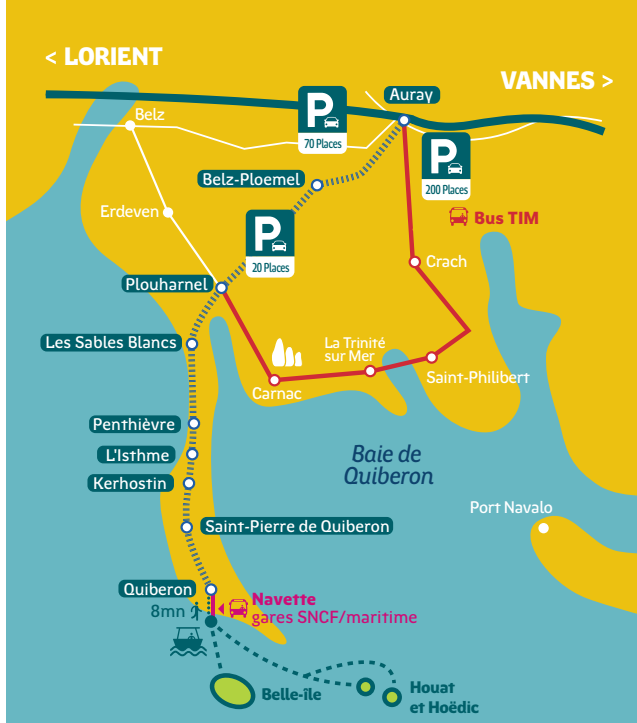 < LORIENT
VANNES >
Auray
P
70 Places
Belz
P
200 Places
Belz-Ploemel
Erdeven
Bus TIM
P
20 Places
Crach
Plouharnel
Les Sables Blancs
La Trinité
sur Mer
Saint-Philibert
Carnac
Penthièvre
L'Isthme
Kerhostin
Baie de
Quiberon
Port Navalo
Saint-Pierre de Quiberon
Quiberon
8mn
Navette
gares SNCF/maritime
Belle-île
Houat
et Hoëdic